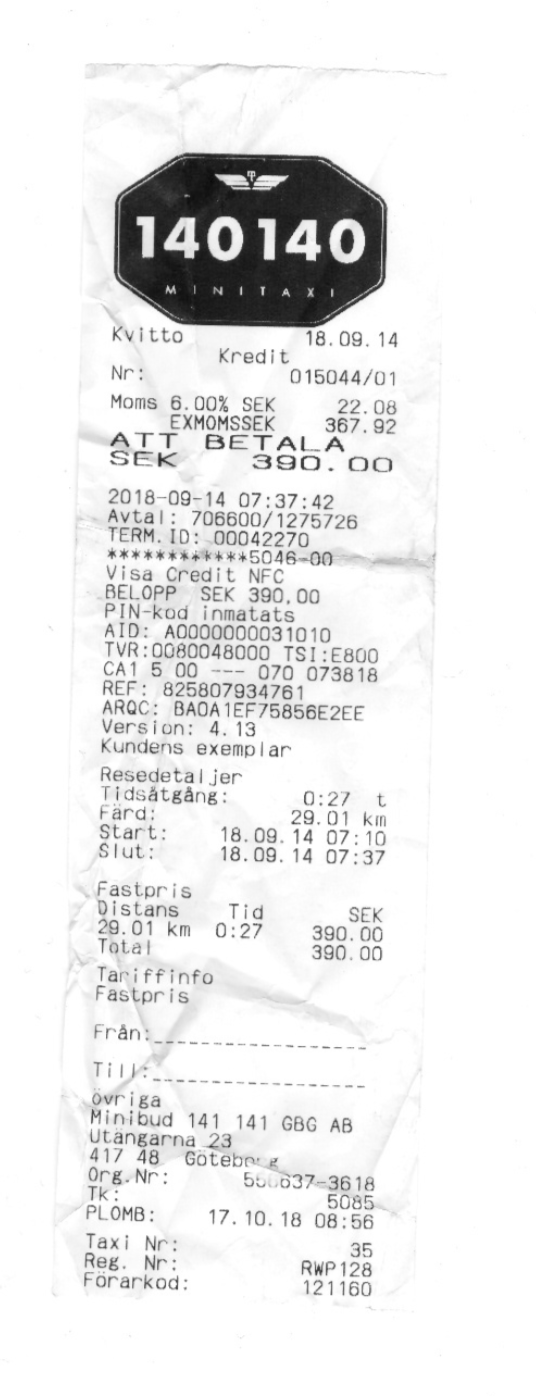 140 140
MINITAXI
Kvitto 18.09.14
Kredit
Nr: 015044/01
Moms 6.00% SEK 22.08
EXMOMSSEK 367.92
ATT BETALA
SEK 390.00
2018-09-14 07:37:42
Avtal: 706600/1275726
TERM.ID: 00042270
************5046-00
Visa Credit NFC
BELOPP SEK 390,00
PIN-kod inmatats
AID: A0000000031010
TVR:0080048000 TSI:E800
CA1 5 00 --- 070 073818
REF: 825807934761
ARQC: BA0A1EF75856E2EE
Version: 4.13
Kundens exemplar
Resedetaljer
Tidsåtgång: 0:27 t
Färd: 29.01 km
Start: 18.09.14 07:10
Slut: 18.09.14 07:37
Fastpris
Distans Tid SEK
29.01 km 0:27 390.00
Total 390.00
Tariffinfo
Fastpris
Från:__________________
Till:__________________
övriga
Minibud 141 141 GBG AB
Utängarna 23
417 48 Göteborg
Org.Nr: 556637-3618
Tk: 5085
PLOMB: 17.10.18 08:56
Taxi Nr: 35
Reg. Nr: RWP128
Förarkod: 121160